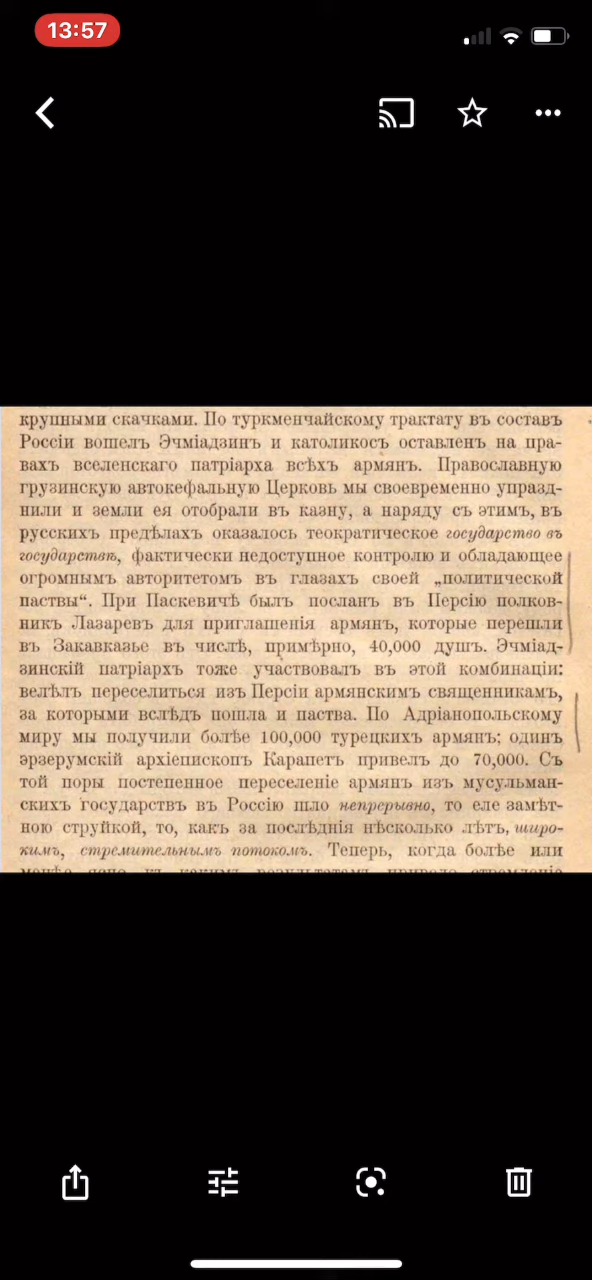 13:57
крупными скачками. По туркменчайскому трактату въ составъ
Россіи вошелъ Эчміадзинъ и католикосъ оставленъ на пра-
вахъ вселенскаго патріарха всѣхъ армянъ. Православную
грузинскую автокефальную Церковь мы своевременно упразд-
нили и земли ея отобрали въ казну, а наряду съ этимъ, въ
русскихъ предѣлахъ оказалось теократическое государство въ
государствѣ, фактически недоступное контролю и обладающее
огромнымъ авторитетомъ въ глазахъ своей „политической
паствы“. При Паскевичѣ былъ посланъ въ Персію полков-
никъ Лазаревъ для приглашенія армянъ, которые перешли
въ Закавказье въ числѣ, примѣрно, 40,000 душъ. Эчміад-
зинскій патріархъ тоже участвовалъ въ этой комбинаціи:
велѣлъ переселиться изъ Персіи армянскимъ священникамъ,
за которыми вслѣдъ пошла и паства. По Адріанопольскому
миру мы получили болѣе 100,000 турецкихъ армянъ; одинъ
эрзерумскій архіепископъ Карапетъ привелъ до 70,000. Съ
той поры постепенное переселеніе армянъ изъ мусульман-
скихъ государствъ въ Россію шло непрерывно, то еле замѣт-
ною струйкой, то, какъ за послѣднія нѣсколько лѣтъ, широ-
кимъ, стремительнымъ потокомъ. Теперь, когда болѣе или